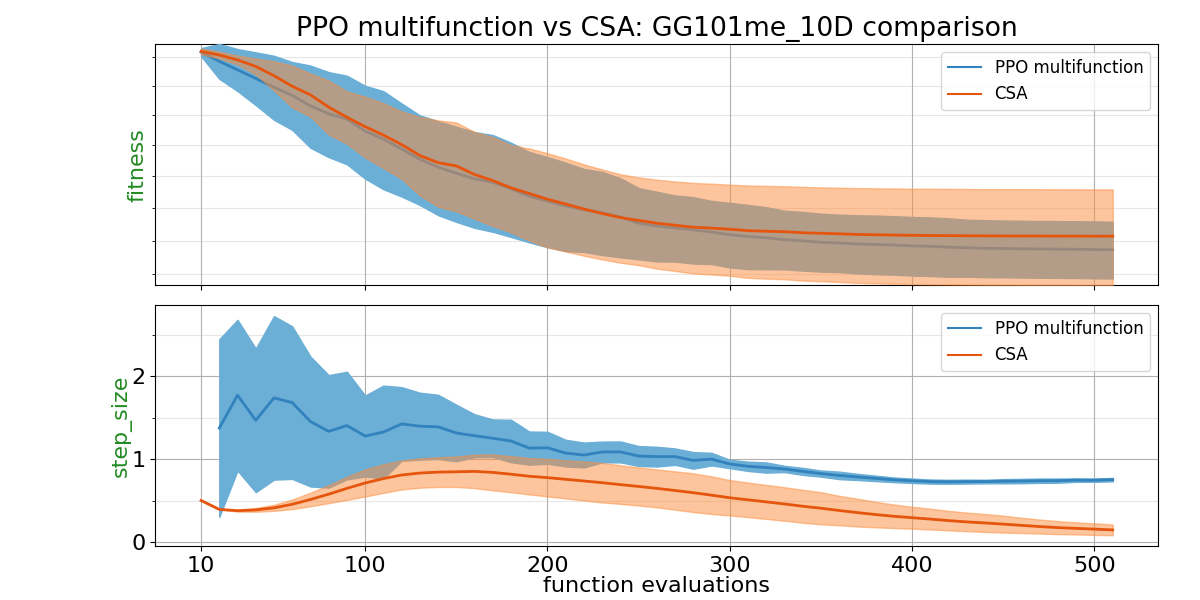 PPO multifunction vs CSA: GG101me_10D comparison
fitness
PPO multifunction
CSA
step_size
2
1
0
PPO multifunction
CSA
10 100 200 300 400 500
function evaluations